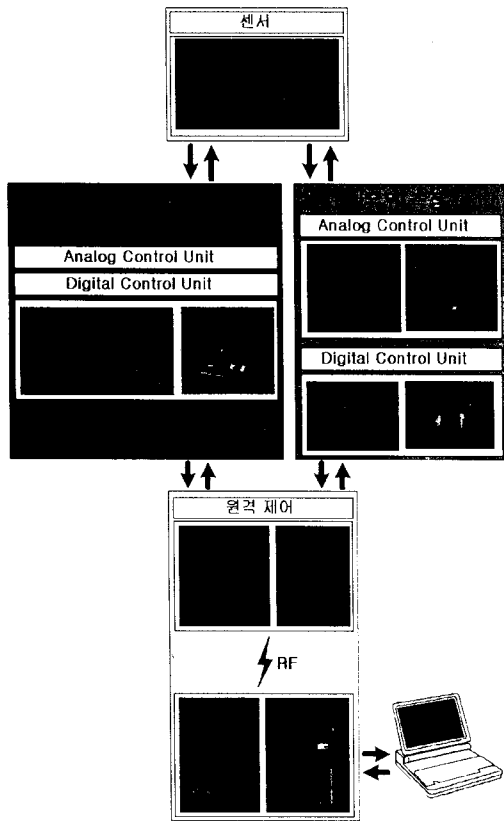 센서
Analog Control Unit
Digital Control Unit
Analog Control Unit
Digital Control Unit
원격 제어
RF